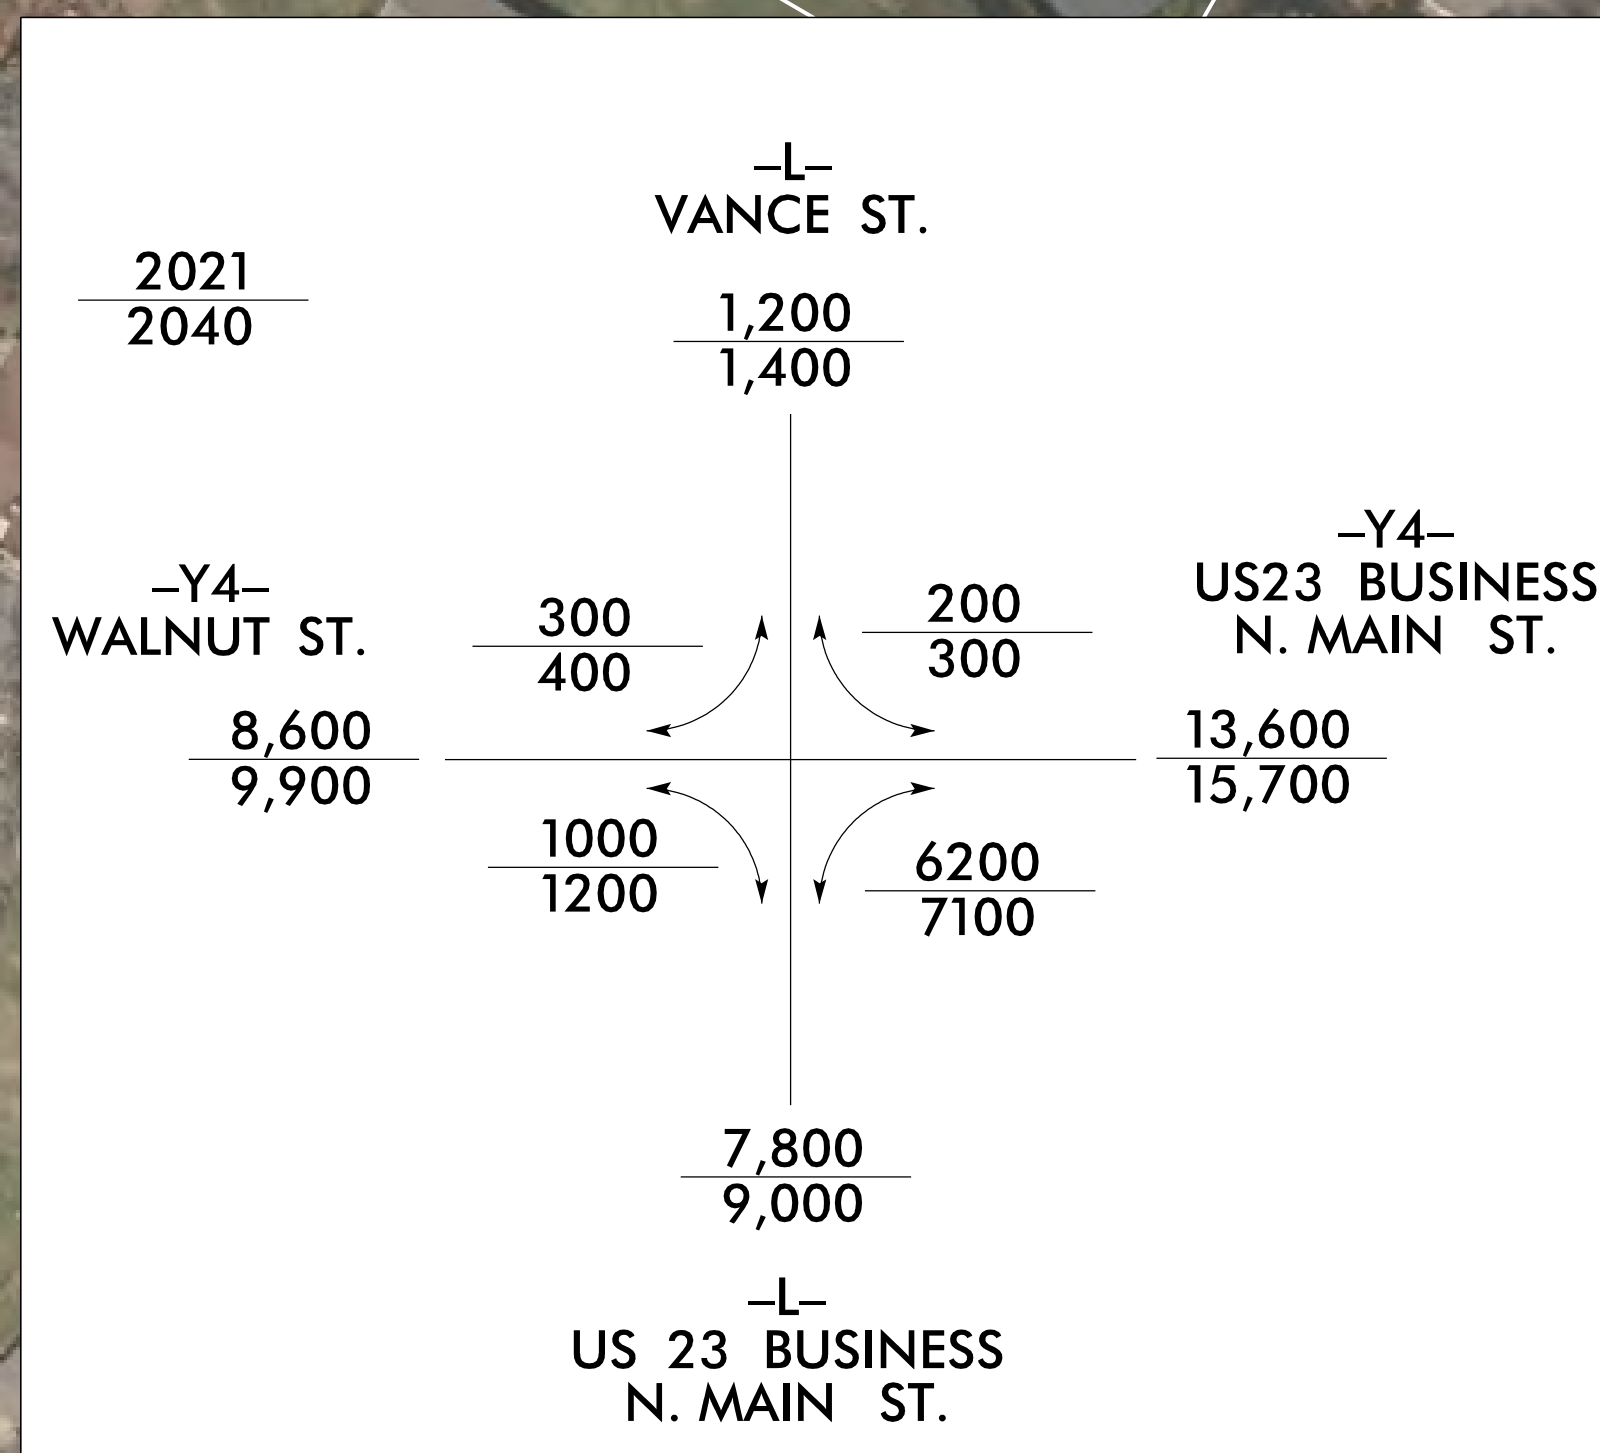 –L–
VANCE ST.
2021
2040
1,200
1,400
–Y4–
WALNUT ST.
–Y4–
US23 BUSINESS
N. MAIN ST.
300
400
200
300
8,600
9,900
13,600
15,700
1000
1200
6200
7100
7,800
9,000
–L–
US 23 BUSINESS
N. MAIN ST.